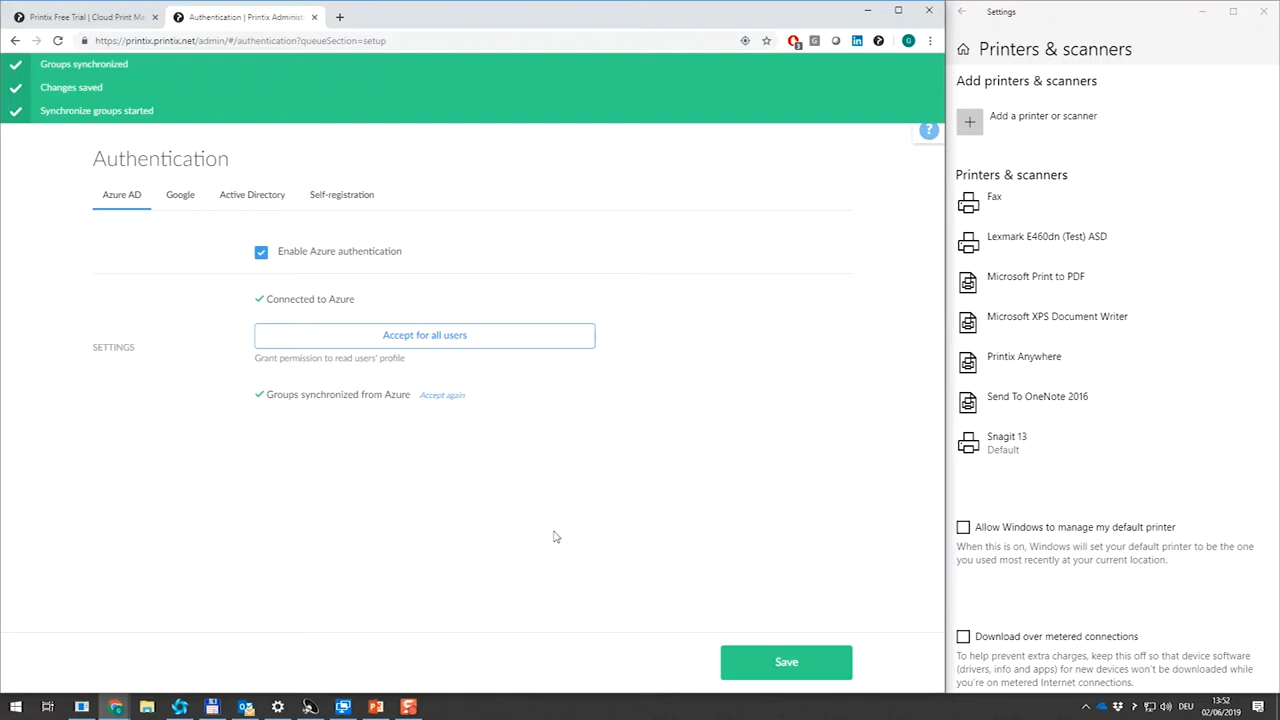 Printix Free Trial | Cloud Print Ma
Authentication | Printix Administ
https://printix.printix.net/admin/#/authentication?queueSection=setup
3
G
G
Groups synchronized
Changes saved
Synchronize groups started
?
Authentication
Azure AD
Google
Active Directory
Self-registration
Enable Azure authentication
Connected to Azure
SETTINGS
Accept for all users
Grant permission to read users' profile
Groups synchronized from Azure Accept again
Save
Settings
Printers & scanners
Add printers & scanners
Add a printer or scanner
Printers & scanners
Fax
Lexmark E460dn (Test) ASD
Microsoft Print to PDF
Microsoft XPS Document Writer
Printix Anywhere
Send To OneNote 2016
Snagit 13
Default
Allow Windows to manage my default printer
When this is on, Windows will set your default printer to be the one
you used most recently at your current location.
Download over metered connections
To help prevent extra charges, keep this off so that device software
(drivers, info and apps) for new devices won't be downloaded while
you're on metered Internet connections.
DEU
13:52
02/06/2019